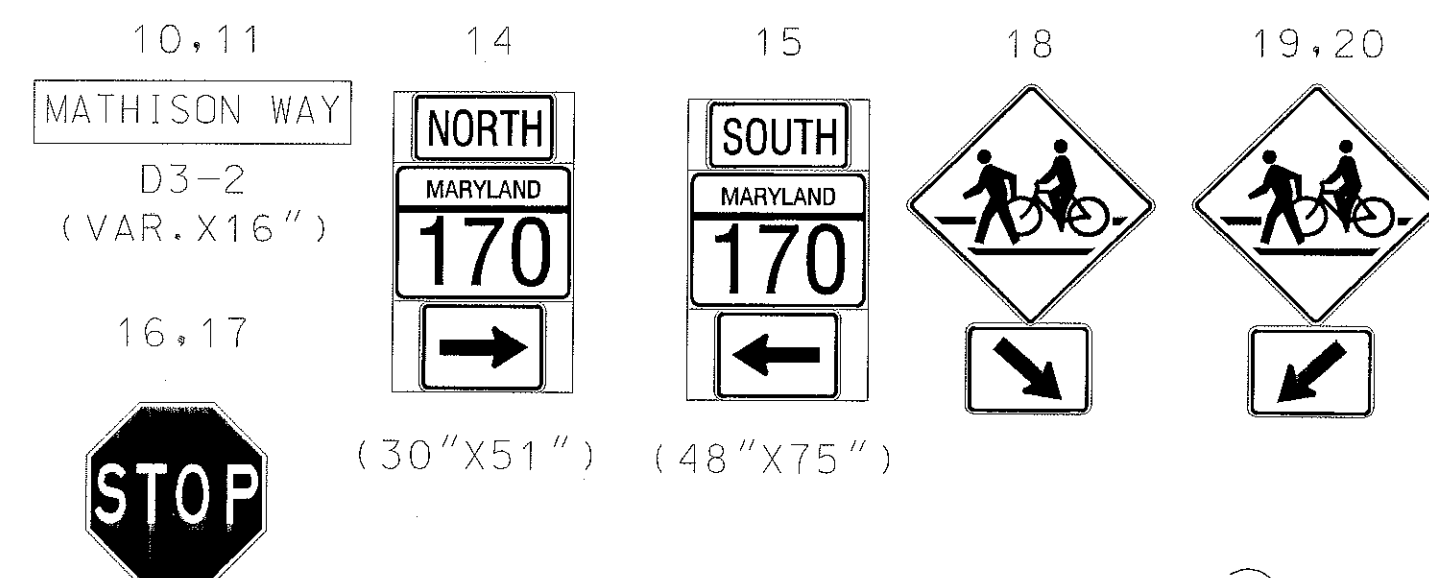 10,11
MATHISON WAY
D3-2
(VAR.X16")
16,17
STOP
14
NORTH
MARYLAND
170
(30"X51")
15
SOUTH
MARYLAND
170
(48"X75")
18
19,20